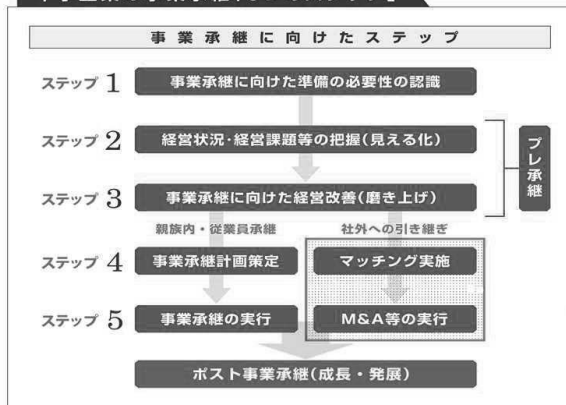 事業承継に向けたステップ
ステップ 1 事業承継に向けた準備の必要性の認識
ステップ 2 経営状況・経営課題等の把握(見える化)
プレ承継
ステップ 3 事業承継に向けた経営改善(磨き上げ)
親族内・従業員承継 社外への引き継ぎ
ステップ 4 事業承継計画策定 マッチング実施
ステップ 5 事業承継の実行 M&A等の実行
ポスト事業承継(成長・発展)